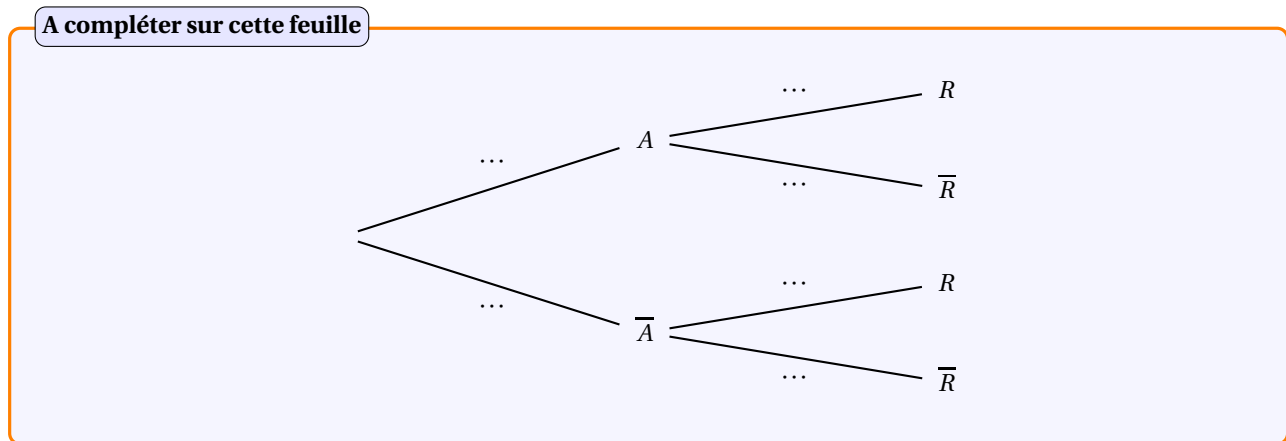 A compléter sur cette feuille
... R
... A
... R̅
... R
... A̅
... R̅